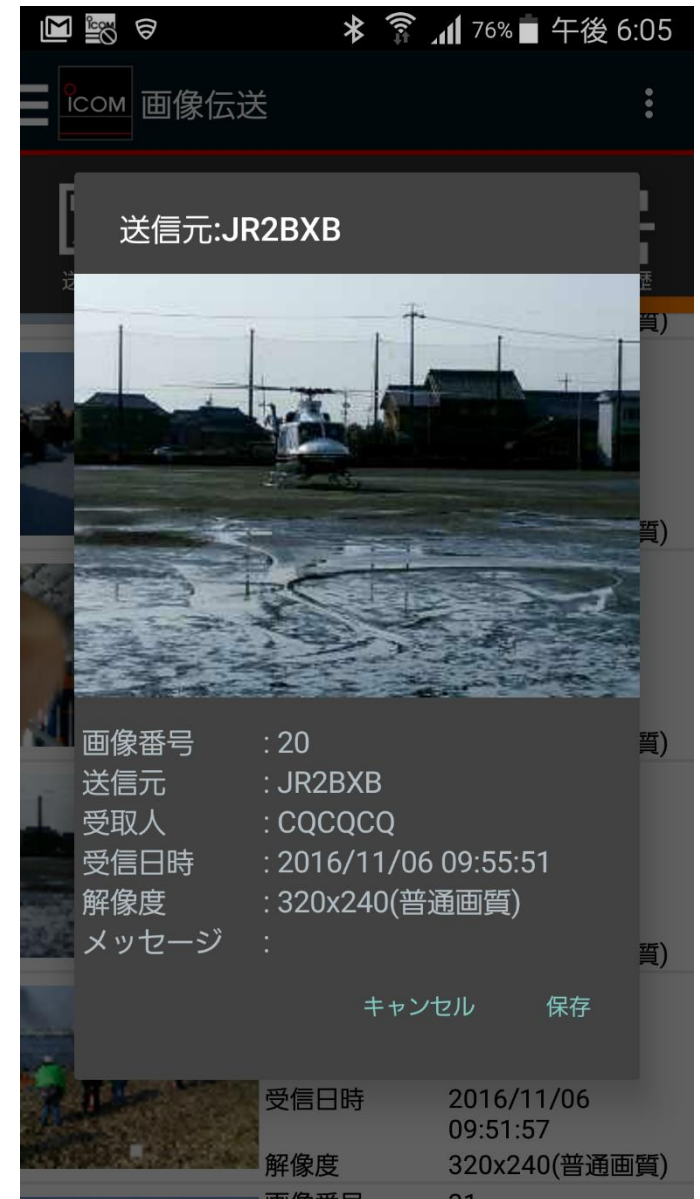 76% 午後 6:05
ICOM 画像伝送
送信元:JR2BXB
質)
質)
質)
質)
画像番号 : 20
送信元 : JR2BXB
受取人 : CQCQCQ
受信日時 : 2016/11/06 09:55:51
解像度 : 320x240(普通画質)
メッセージ :
キャンセル 保存
受信日時 2016/11/06
09:51:57
解像度 320x240(普通画質)